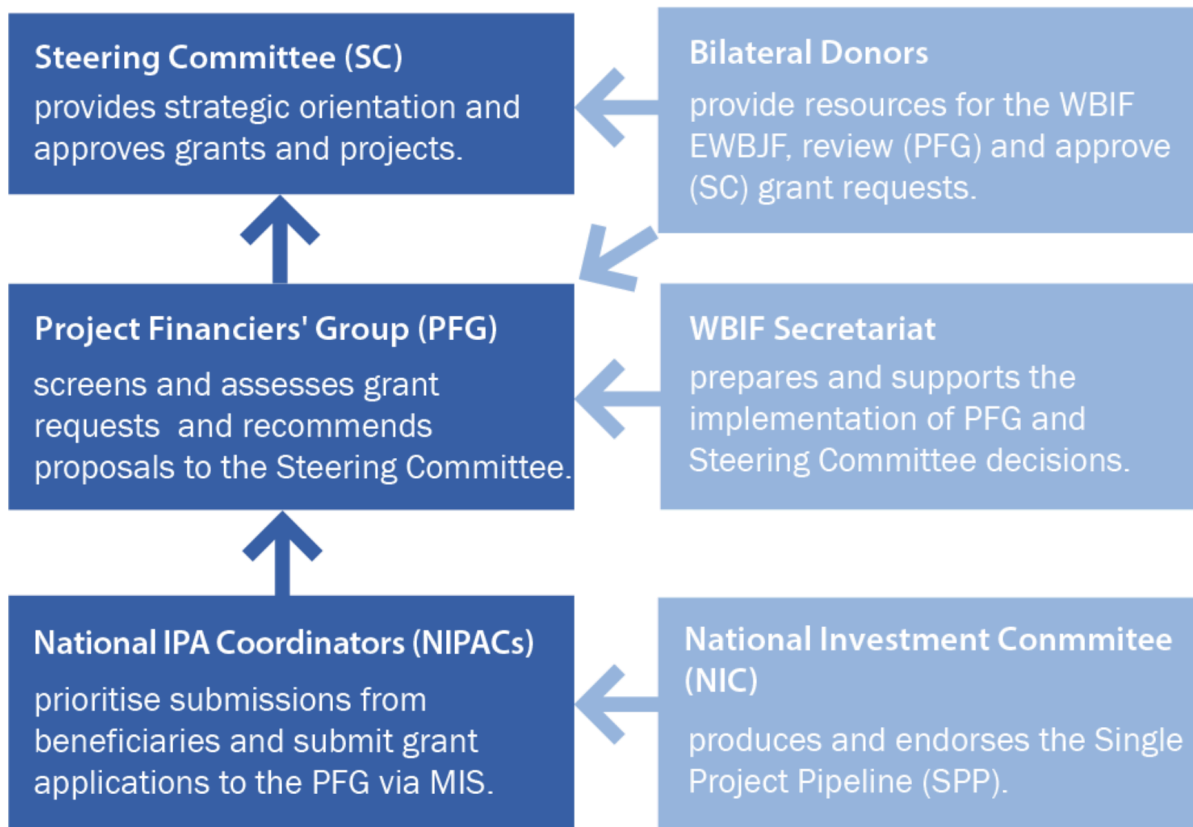 Steering Committee (SC)
provides strategic orientation and
approves grants and projects.
Bilateral Donors
provide resources for the WBIF
EWBJF, review (PFG) and approve
(SC) grant requests.
Project Financiers' Group (PFG)
screens and assesses grant
requests and recommends
proposals to the Steering Committee.
WBIF Secretariat
prepares and supports the
implementation of PFG and
Steering Committee decisions.
National IPA Coordinators (NIPACs)
prioritise submissions from
beneficiaries and submit grant
applications to the PFG via MIS.
National Investment Conmmitee
(NIC)
produces and endorses the Single
Project Pipeline (SPP).